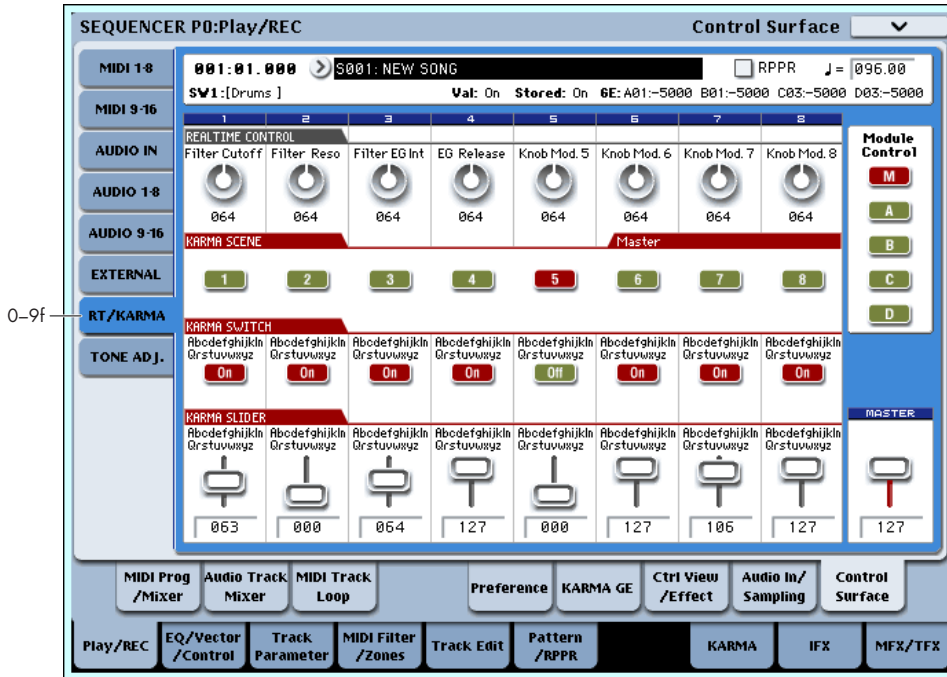 SEQUENCER P0:Play/REC Control Surface
MIDI 1-8
MIDI 9-16
AUDIO IN
AUDIO 1-8
AUDIO 9-16
EXTERNAL
RT/KARMA
TONE ADJ.
0–9f
001:01.000 S001: NEW SONG RPPR ♩= 096.00
SW1:[Drums ] Val: On Stored: On GE: A01:-5000 B01:-5000 C03:-5000 D03:-5000
1 2 3 4 5 6 7 8
REALTIME CONTROL
Filter Cutoff Filter Reso Filter EG Int EG Release Knob Mod. 5 Knob Mod. 6 Knob Mod. 7 Knob Mod. 8
064 064 064 064 064 064 064 064
KARMA SCENE Master
1 2 3 4 5 6 7 8
KARMA SWITCH
Abcdefghijkln Abcdefghijkln Abcdefghijkln Abcdefghijkln Abcdefghijkln Abcdefghijkln Abcdefghijkln Abcdefghijkln
Qrstuvwxyz Qrstuvwxyz Qrstuvwxyz Qrstuvwxyz Qrstuvwxyz Qrstuvwxyz Qrstuvwxyz Qrstuvwxyz
On On On On Off On On On
KARMA SLIDER
Abcdefghijkln Abcdefghijkln Abcdefghijkln Abcdefghijkln Abcdefghijkln Abcdefghijkln Abcdefghijkln Abcdefghijkln
Qrstuvwxyz Qrstuvwxyz Qrstuvwxyz Qrstuvwxyz Qrstuvwxyz Qrstuvwxyz Qrstuvwxyz Qrstuvwxyz
063 000 064 127 000 127 106 127
Module
Control
M
A
B
C
D
MASTER
127
MIDI Prog
/Mixer
Audio Track
Mixer
MIDI Track
Loop
Preference
KARMA GE
Ctrl View
/Effect
Audio In/
Sampling
Control
Surface
Play/REC
EQ/Vector
/Control
Track
Parameter
MIDI Filter
/Zones
Track Edit
Pattern
/RPPR
KARMA
IFX
MFX/TFX